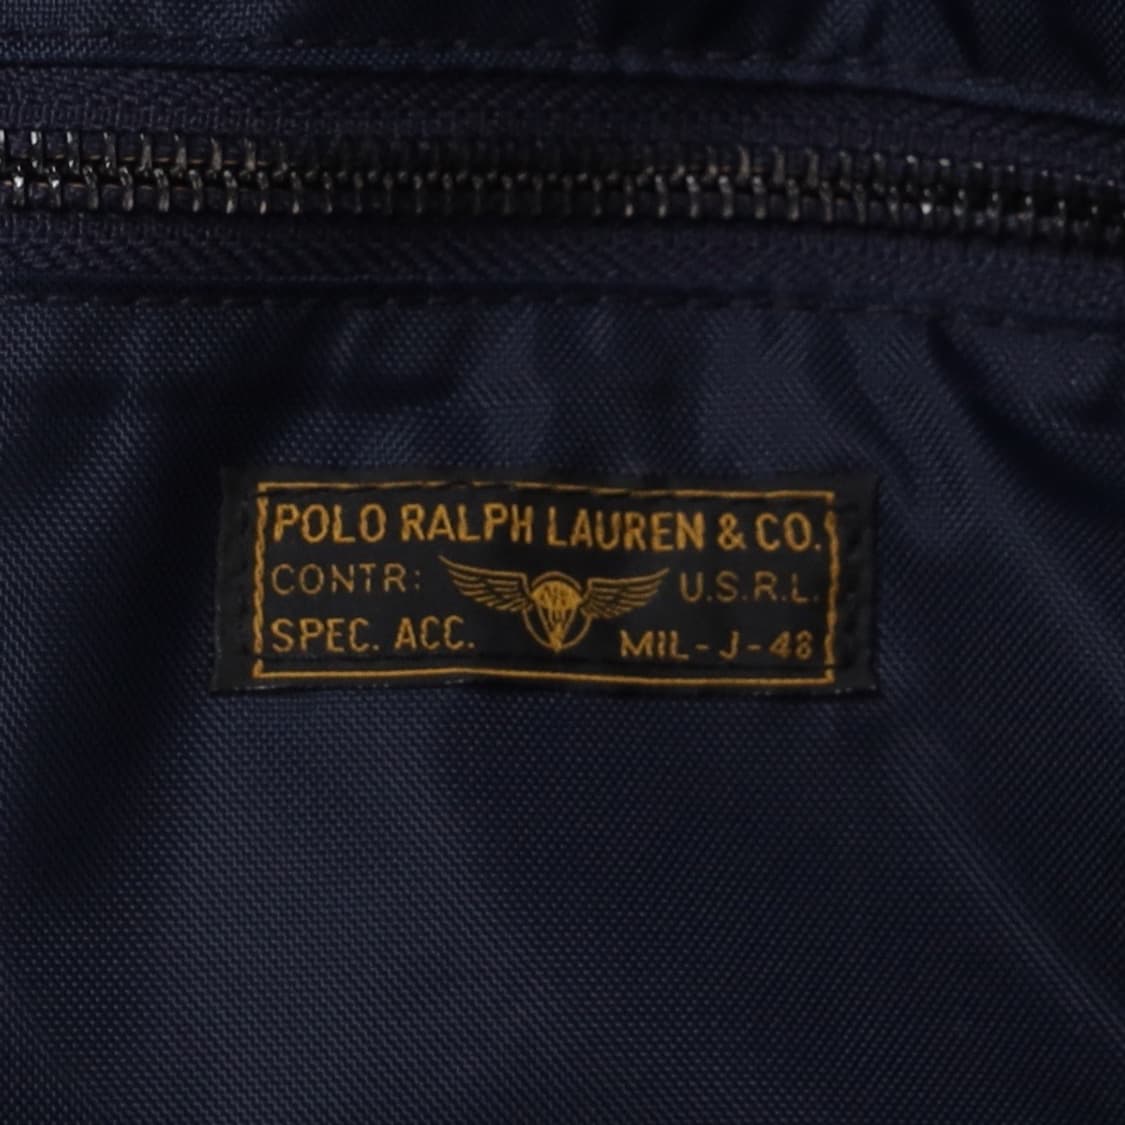 POLO RALPH LAUREN & CO.
CONTR: U.S.R.L.
SPEC. ACC. MIL-J-48